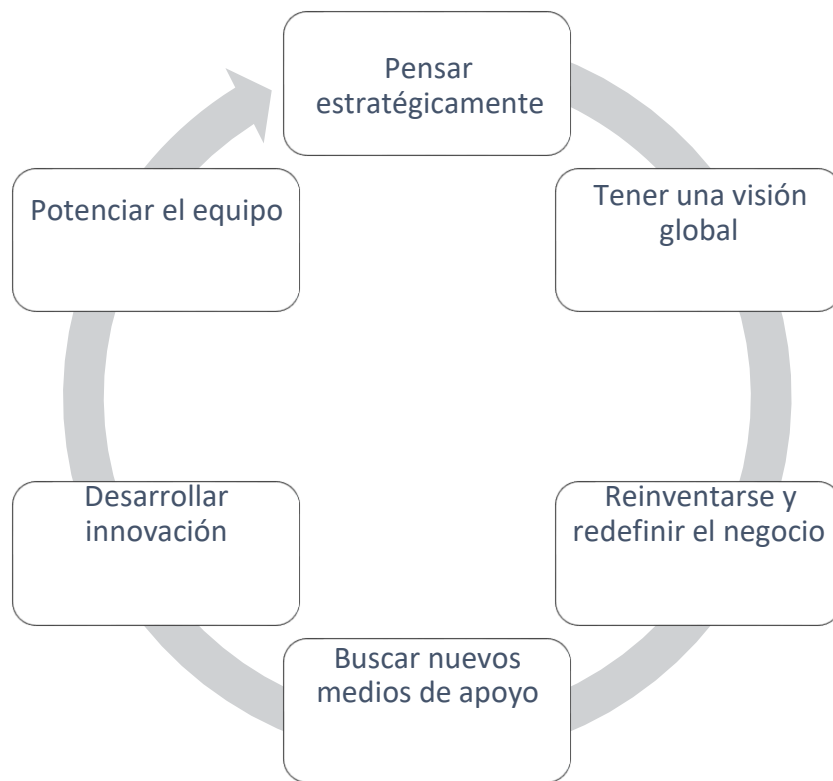 Pensar
estratégicamente
Tener una visión
global
Reinventarse y
redefinir el negocio
Buscar nuevos
medios de apoyo
Desarrollar
innovación
Potenciar el equipo